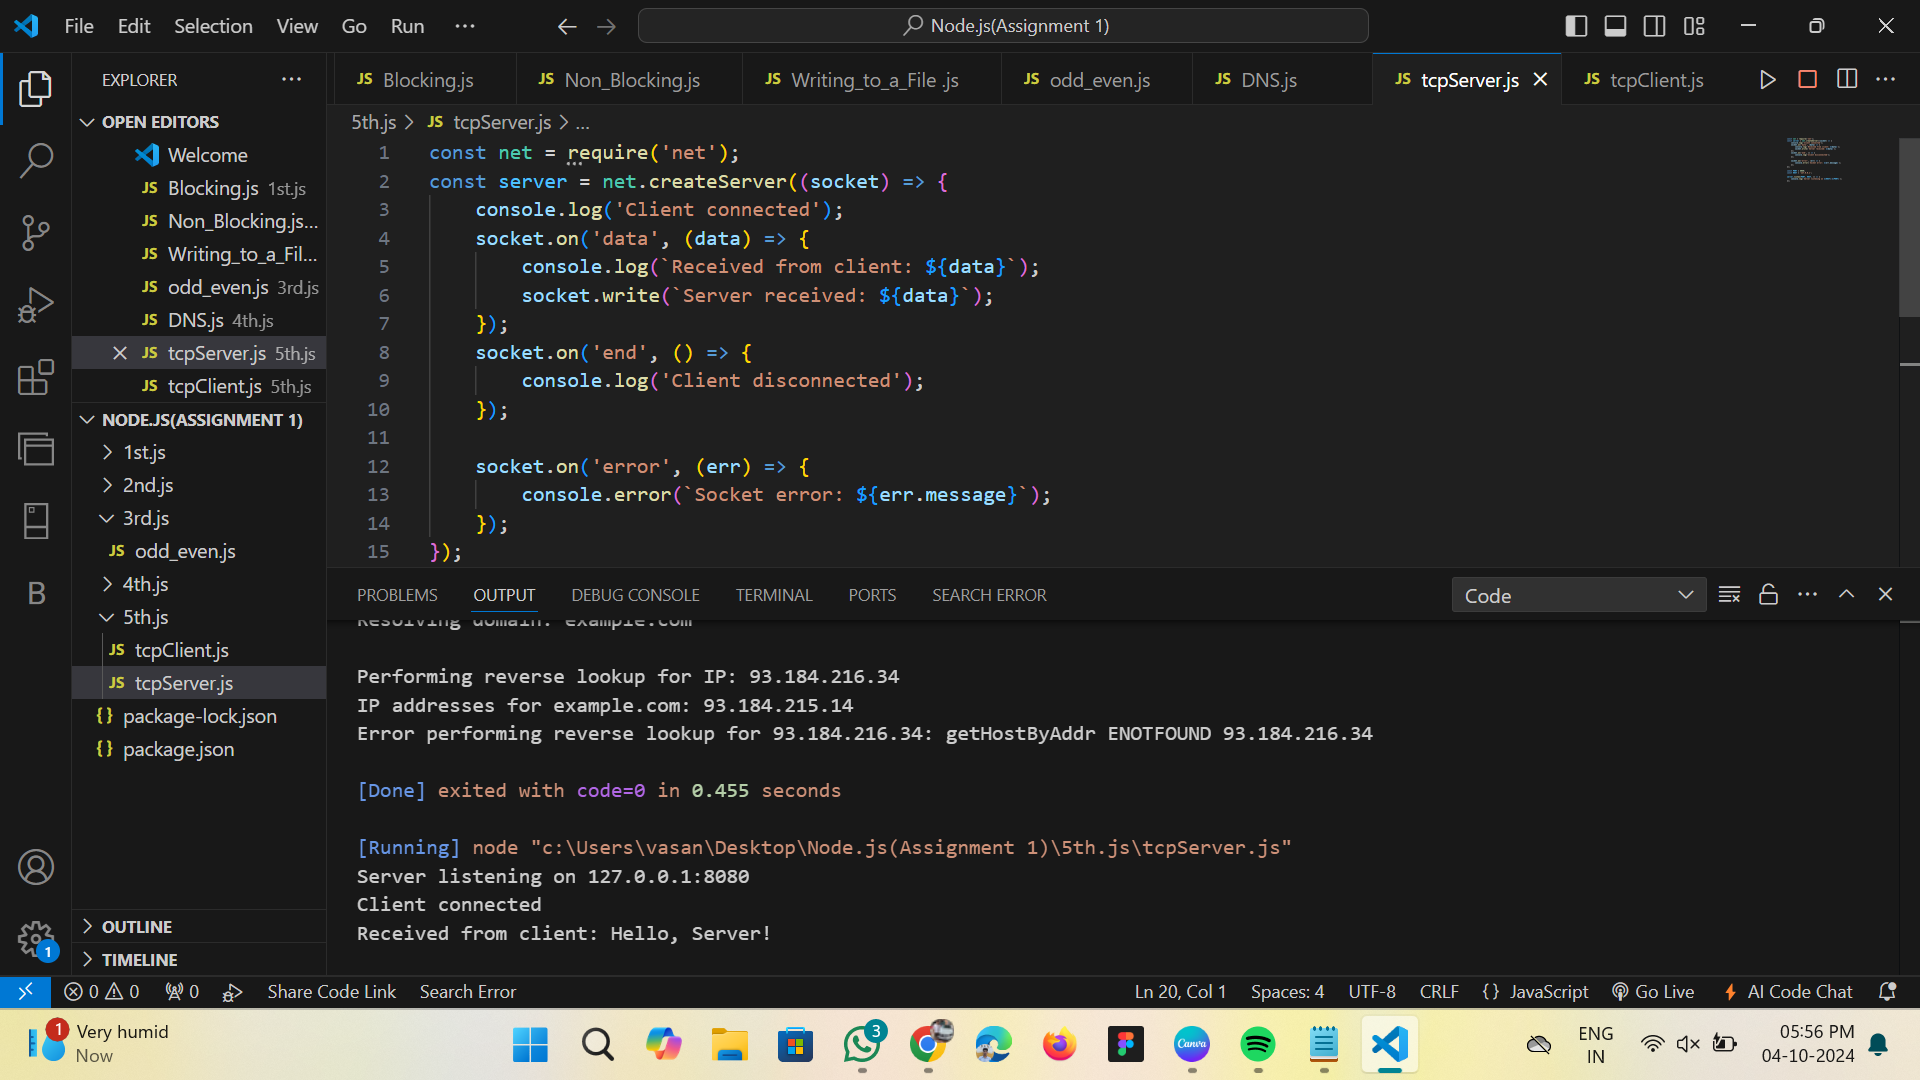 File Edit Selection View Go Run ···
Node.js(Assignment 1)
EXPLORER ···
OPEN EDITORS
Welcome
JS Blocking.js 1st.js
JS Non_Blocking.js...
JS Writing_to_a_Fil...
JS odd_even.js 3rd.js
JS DNS.js 4th.js
JS tcpServer.js 5th.js
JS tcpClient.js 5th.js
NODE.JS(ASSIGNMENT 1)
1st.js
2nd.js
3rd.js
JS odd_even.js
4th.js
5th.js
JS tcpClient.js
JS tcpServer.js
{} package-lock.json
{} package.json
OUTLINE
TIMELINE
B
1
JS Blocking.js JS Non_Blocking.js JS Writing_to_a_File .js JS odd_even.js JS DNS.js JS tcpServer.js JS tcpClient.js
5th.js > JS tcpServer.js > ...
1 const net = require('net');
2 const server = net.createServer((socket) => {
3 console.log('Client connected');
4 socket.on('data', (data) => {
5 console.log(`Received from client: ${data}`);
6 socket.write(`Server received: ${data}`);
7 });
8 socket.on('end', () => {
9 console.log('Client disconnected');
10 });
11
12 socket.on('error', (err) => {
13 console.error(`Socket error: ${err.message}`);
14 });
15 });
PROBLEMS OUTPUT DEBUG CONSOLE TERMINAL PORTS SEARCH ERROR Code
Resolving domain: example.com
Performing reverse lookup for IP: 93.184.216.34
IP addresses for example.com: 93.184.215.14
Error performing reverse lookup for 93.184.216.34: getHostByAddr ENOTFOUND 93.184.216.34
[Done] exited with code=0 in 0.455 seconds
[Running] node "c:\Users\vasan\Desktop\Node.js(Assignment 1)\5th.js\tcpServer.js"
Server listening on 127.0.0.1:8080
Client connected
Received from client: Hello, Server!
0 0 0 Share Code Link Search Error Ln 20, Col 1 Spaces: 4 UTF-8 CRLF {} JavaScript Go Live AI Code Chat
1 Very humid
Now
3
Canva
ENG
IN
05:56 PM
04-10-2024